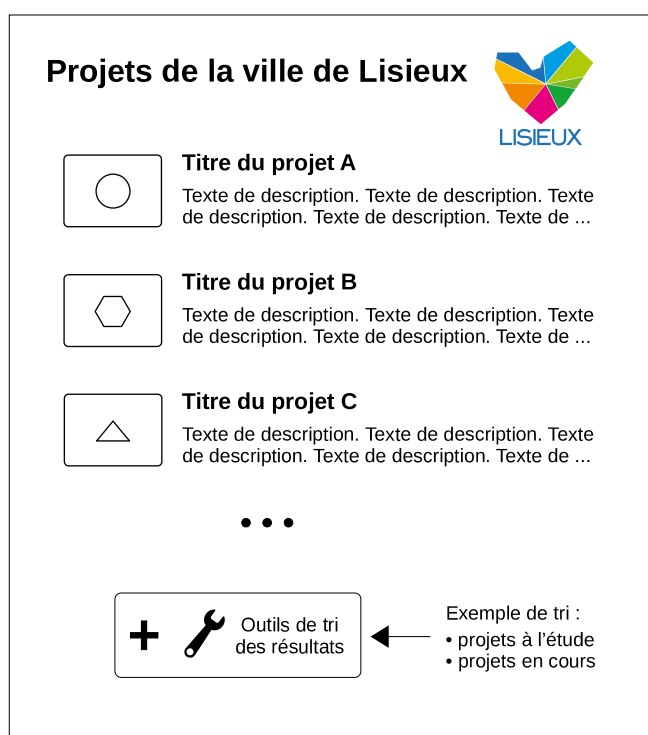 Projets de la ville de Lisieux
LISIEUX
Titre du projet A
Texte de description. Texte de description. Texte
de description. Texte de description. Texte de ...
Titre du projet B
Texte de description. Texte de description. Texte
de description. Texte de description. Texte de ...
Titre du projet C
Texte de description. Texte de description. Texte
de description. Texte de description. Texte de ...
• • •
Outils de tri
des résultats
Exemple de tri :
• projets à l’étude
• projets en cours